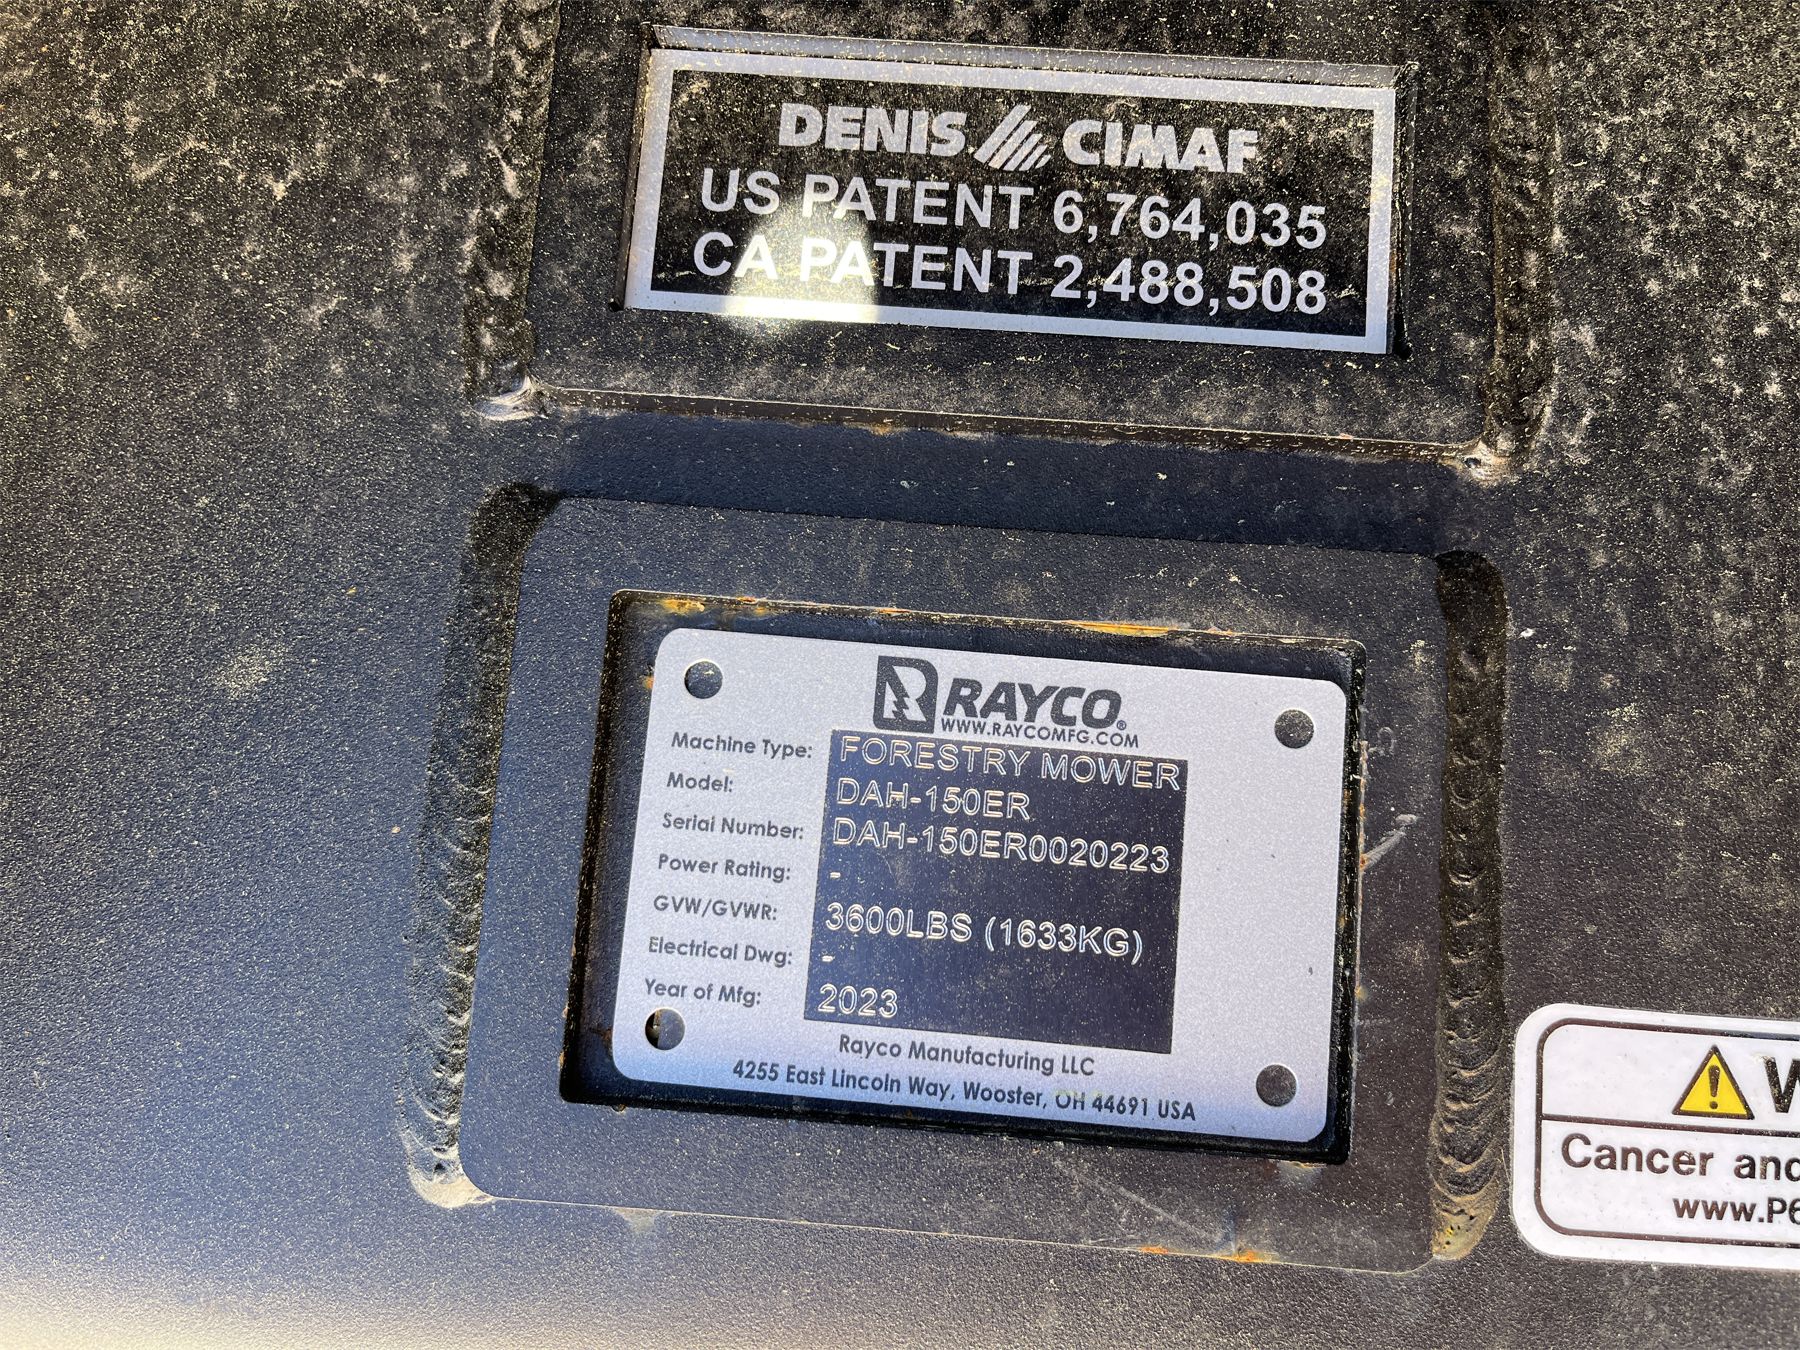 DENIS CIMAF
US PATENT 6,764,035
CA PATENT 2,488,508
RAYCO®
WWW.RAYCOMFG.COM
Machine Type: FORESTRY MOWER
Model: DAH-150ER
Serial Number: DAH-150ER0020223
Power Rating: -
GVW/GVWR: 3600LBS (1633KG)
Electrical Dwg: -
Year of Mfg: 2023
Rayco Manufacturing LLC
4255 East Lincoln Way, Wooster, OH 44691 USA
Cancer and
www.P6